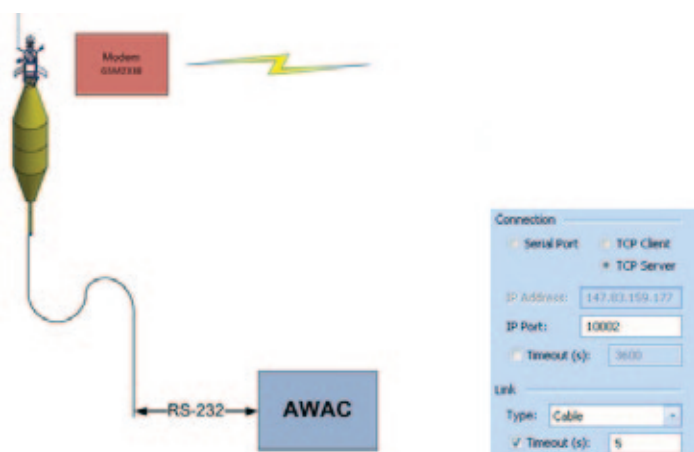 Modem
RS-232
AWAC
Connection
Serial Port
TCP Client
TCP Server
IP Address: 147.83.159.177
IP Port: 10002
Timeout (s): 3600
Link
Type: Cable
Timeout (s): 5